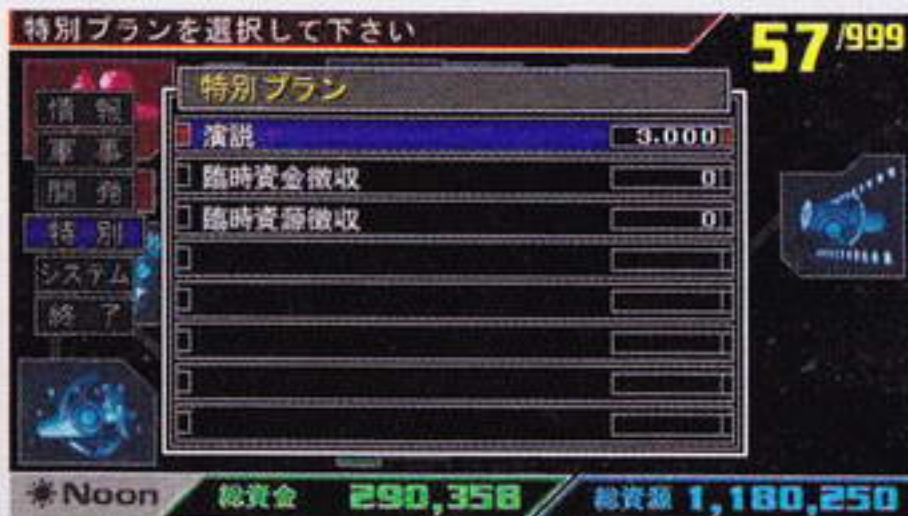 特別プランを選択して下さい
57/999
特別プラン
演説 3,000
臨時資金徴収 0
臨時資源徴収 0
情報
軍事
開発
特別
システム
終了
Noon 総資金 290,358 総資源 1,180,250